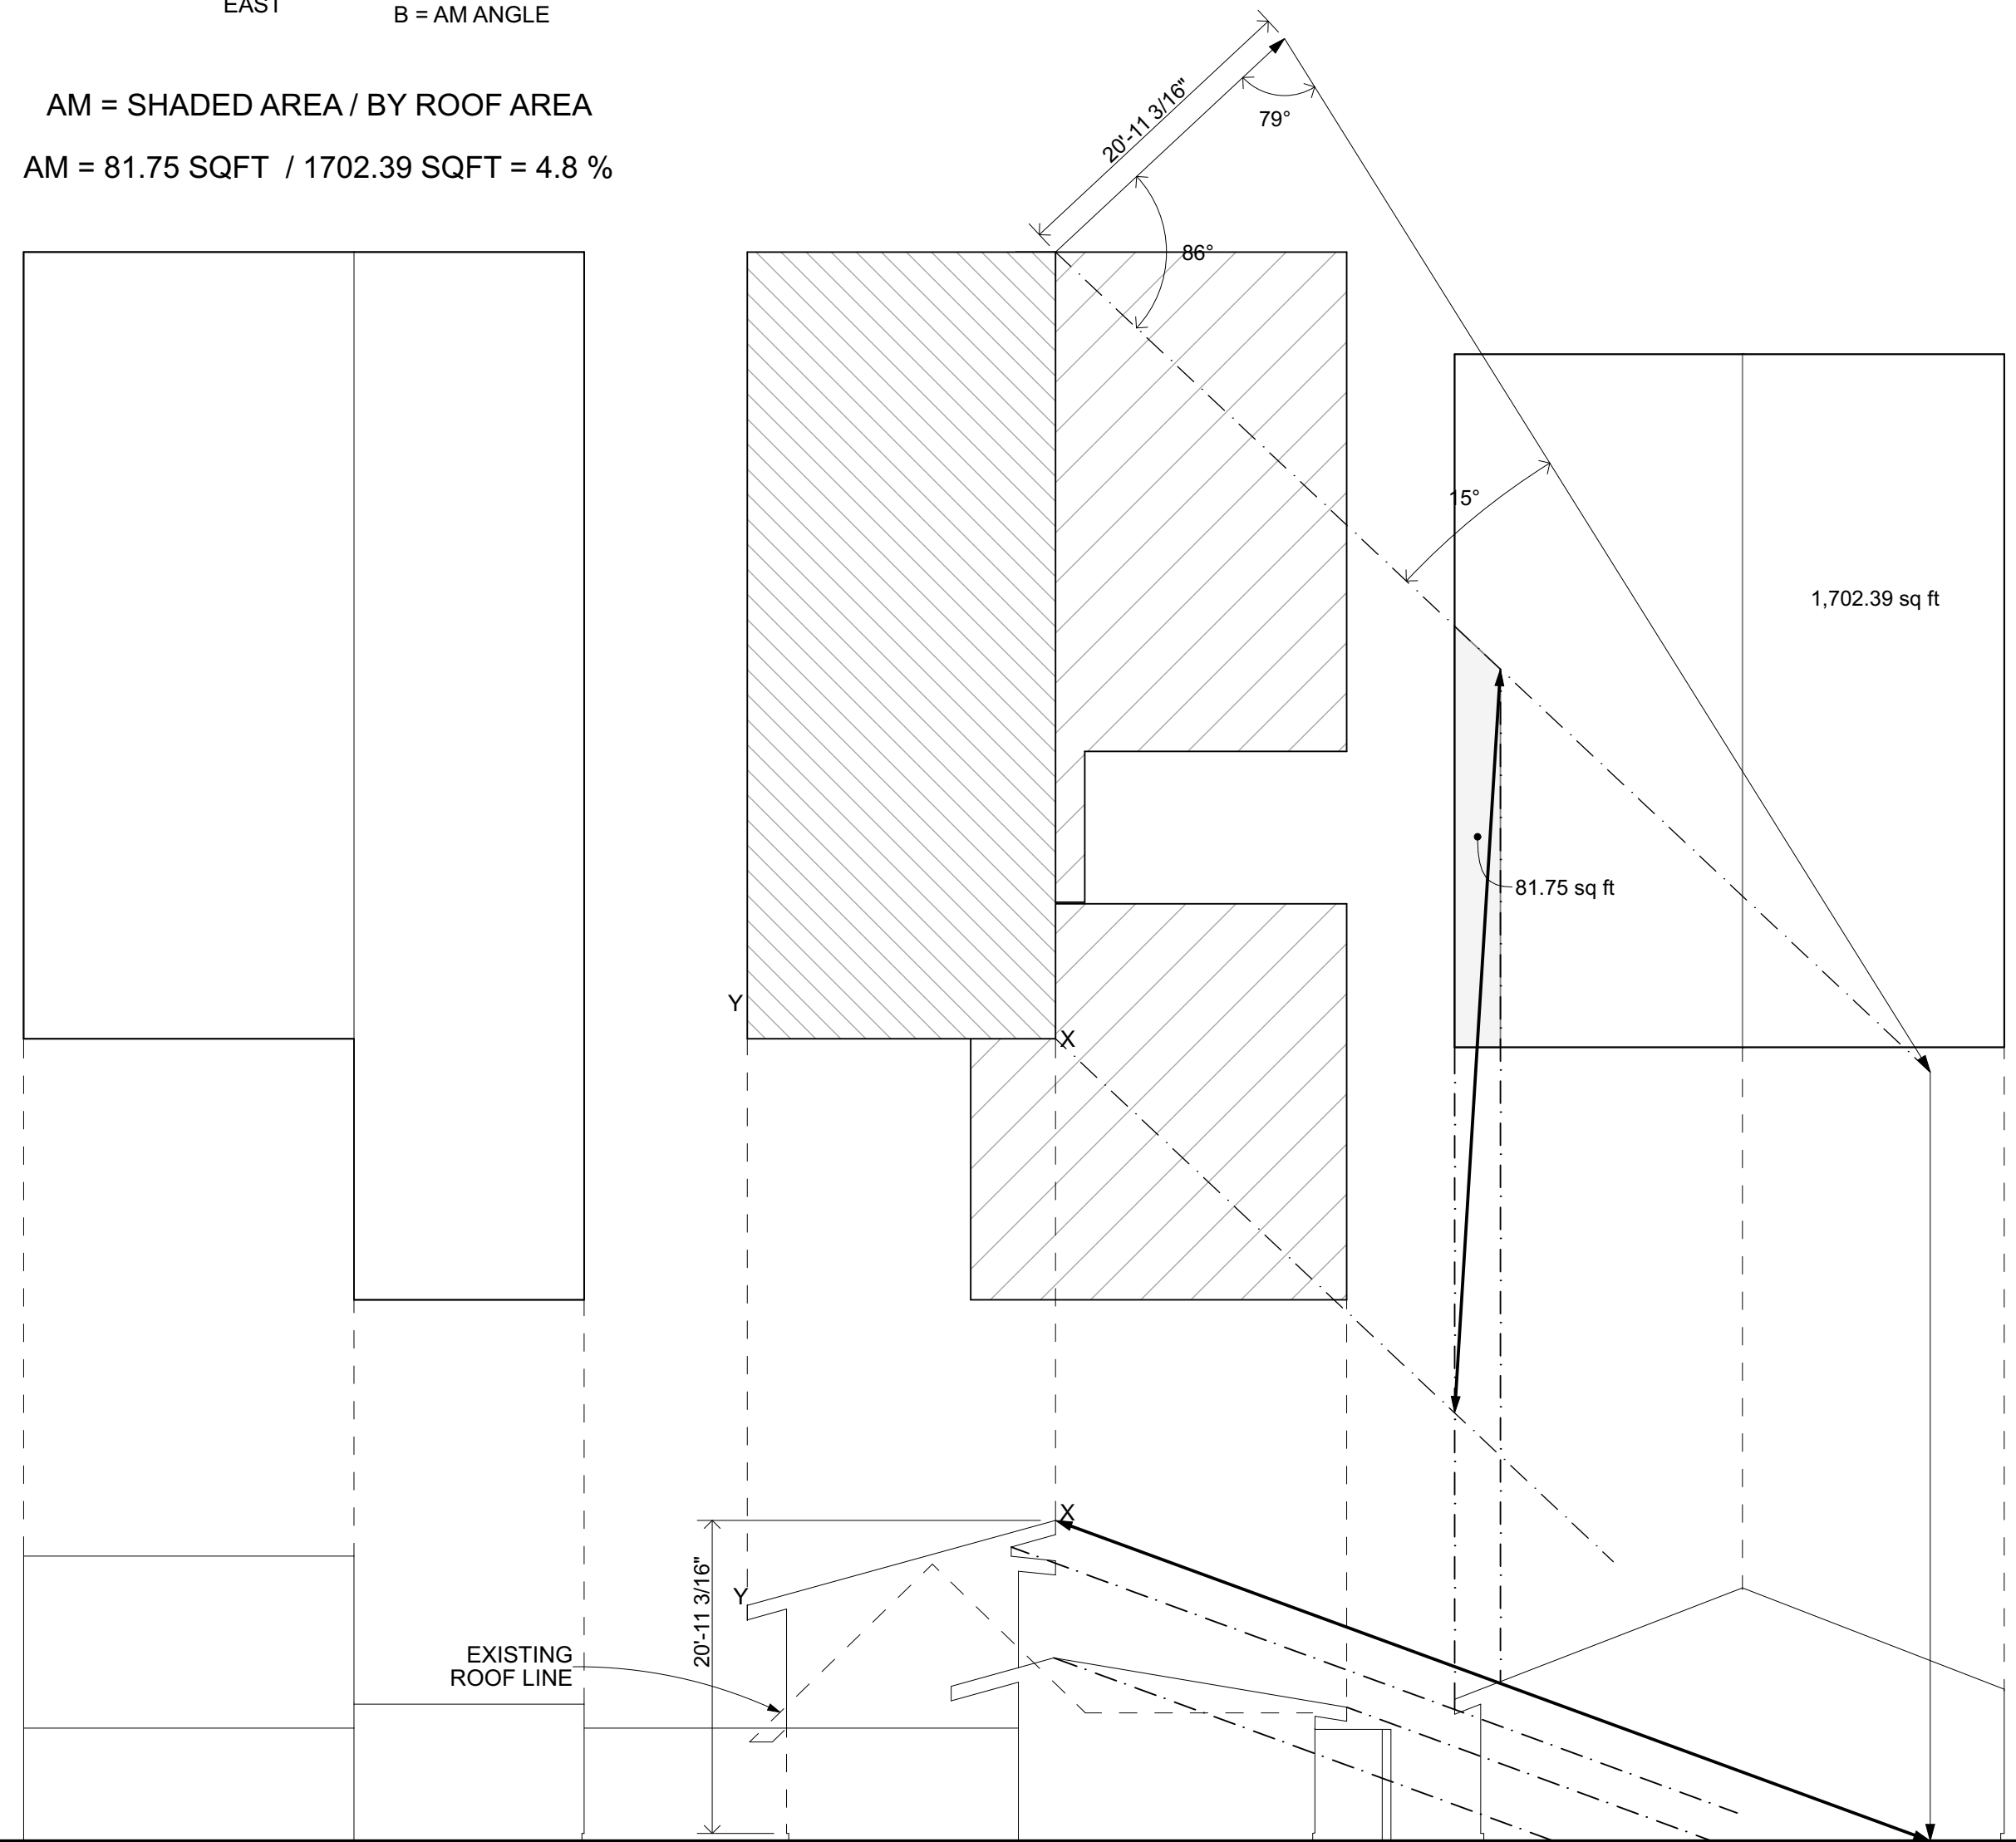 EAST
B = AM ANGLE
AM = SHADED AREA / BY ROOF AREA
AM = 81.75 SQFT / 1702.39 SQFT = 4.8 %
20'-11 3/16"
79°
86°
15°
1,702.39 sq ft
81.75 sq ft
Y
X
X
Y
20'-11 3/16"
EXISTING
ROOF LINE